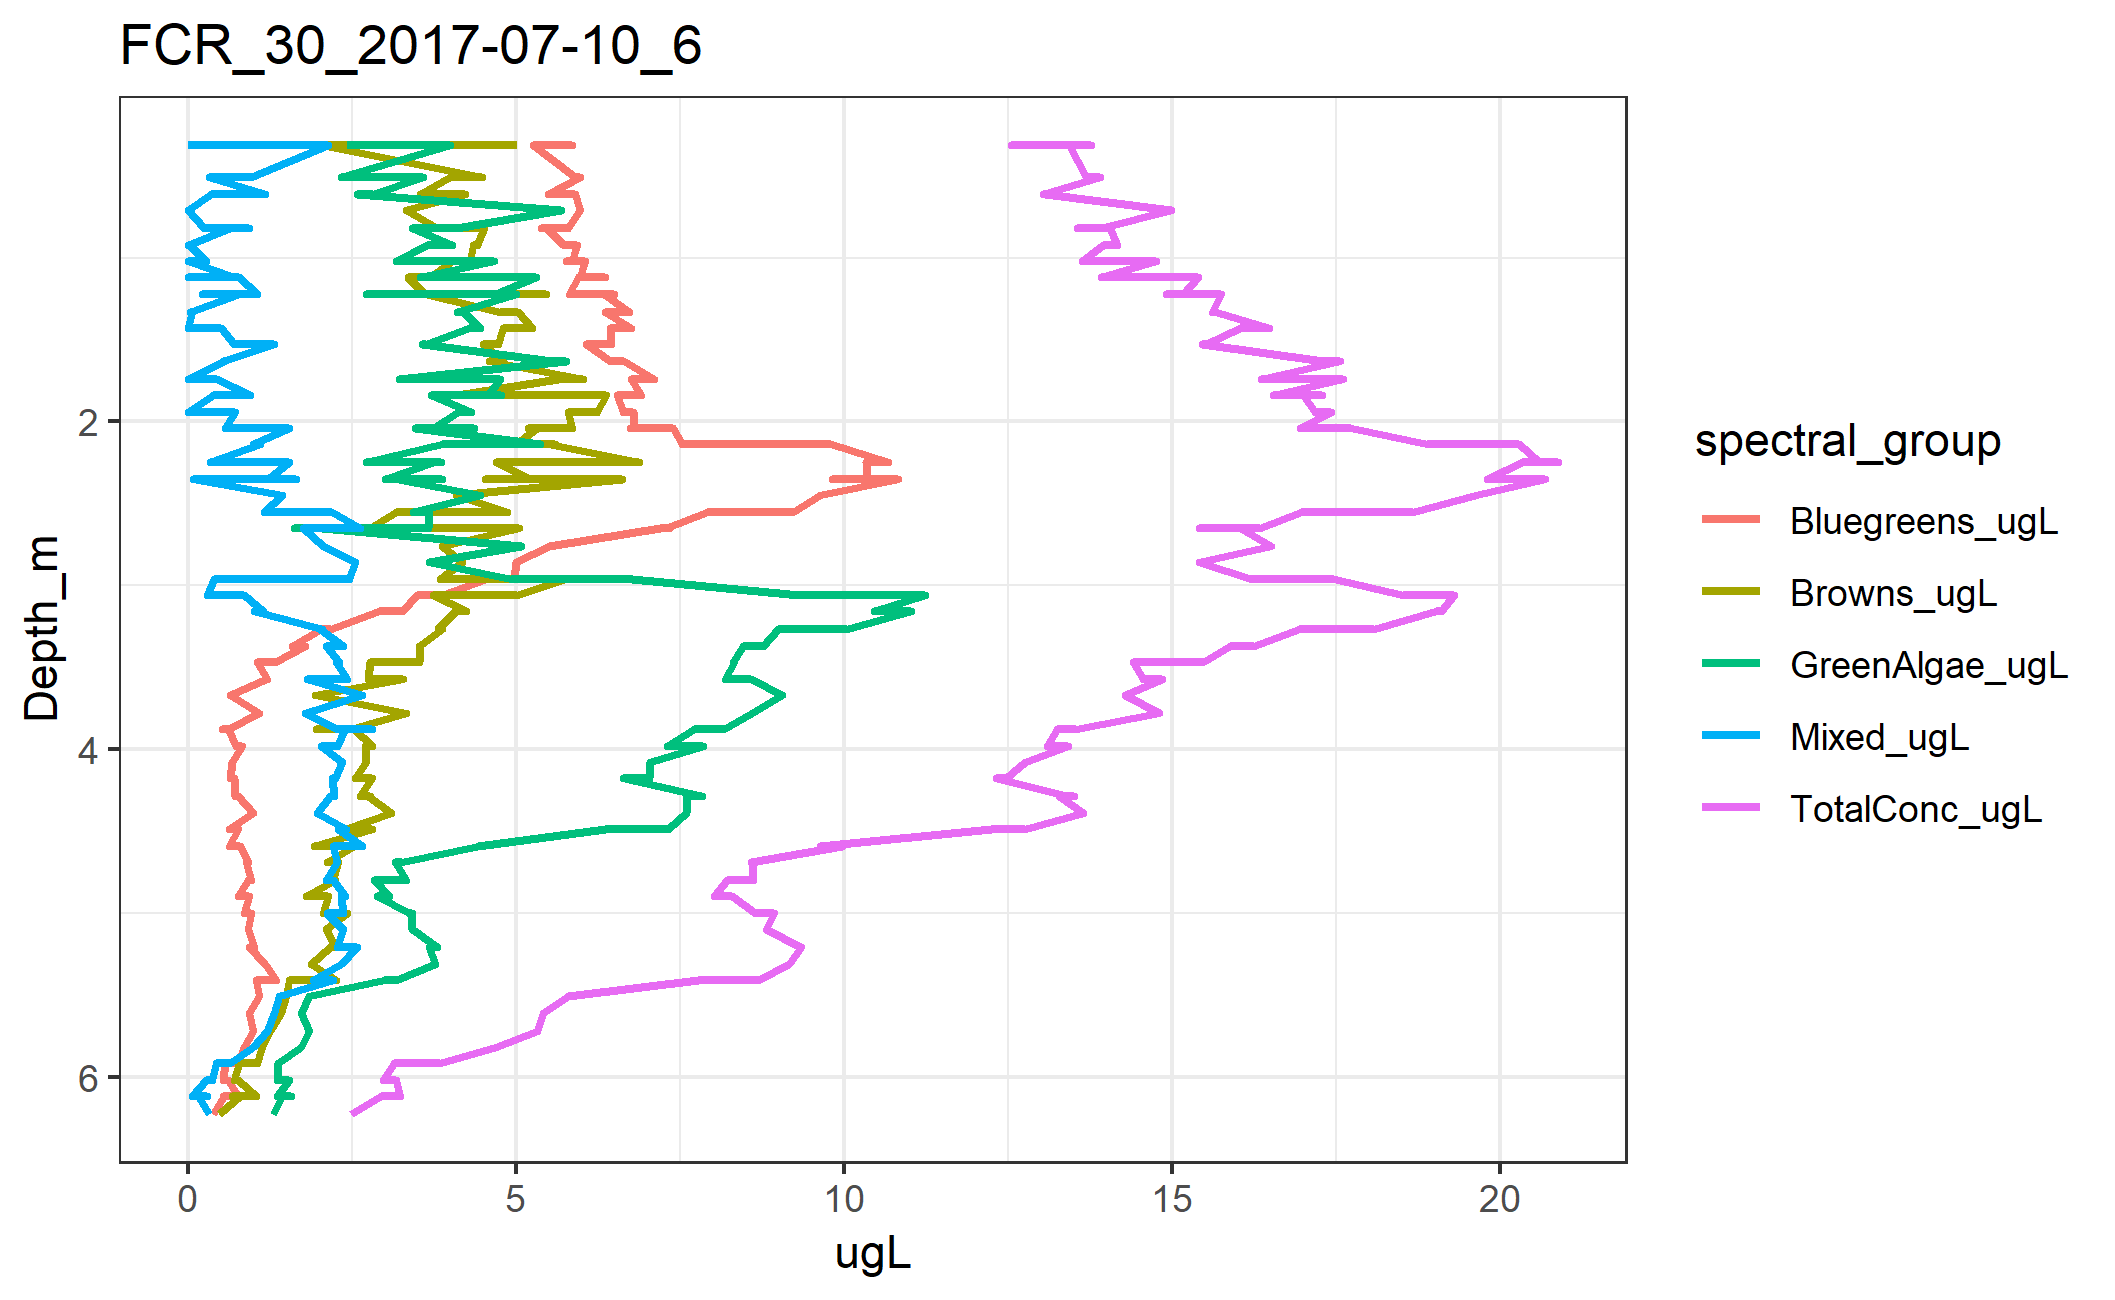 FCR_30_2017-07-10_6
Depth_m
2
4
6
0 5 10 15 20
ugL
spectral_group
Bluegreens_ugL
Browns_ugL
GreenAlgae_ugL
Mixed_ugL
TotalConc_ugL